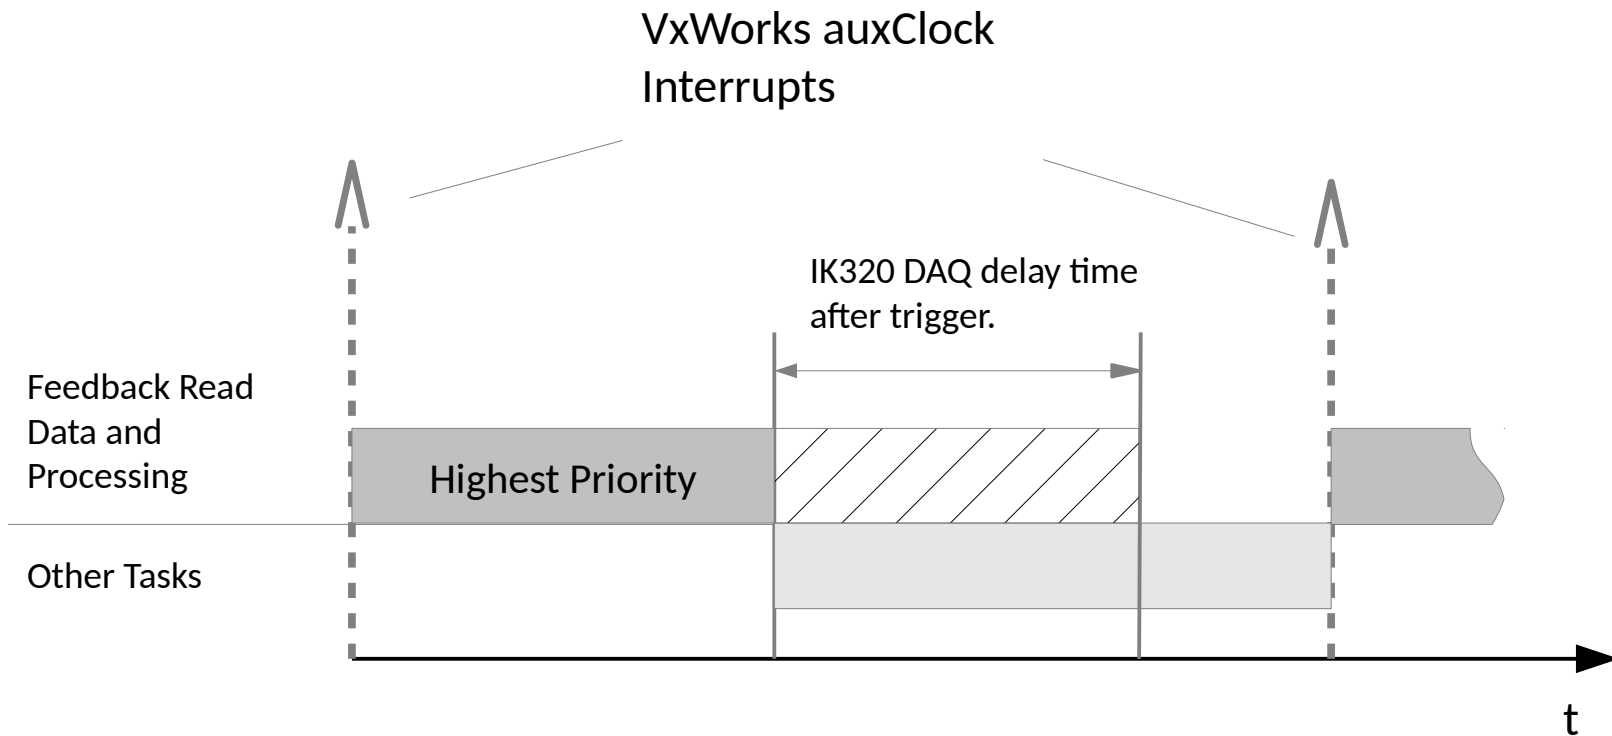 VxWorks auxClock
Interrupts
IK320 DAQ delay time
after trigger.
Feedback Read
Data and
Processing
Highest Priority
Other Tasks
t